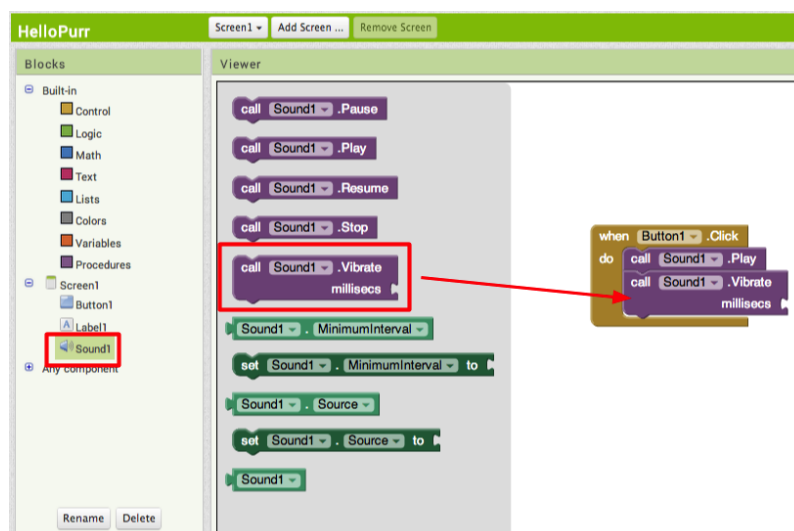 HelloPurr
Screen1
Add Screen ...
Remove Screen
Blocks
Viewer
Built-in
Control
Logic
Math
Text
Lists
Colors
Variables
Procedures
Screen1
Button1
A Label1
Sound1
Any component
Rename
Delete
call Sound1 .Pause
call Sound1 .Play
call Sound1 .Resume
call Sound1 .Stop
call Sound1 .Vibrate
millisecs
Sound1 . MinimumInterval
set Sound1 . MinimumInterval to
Sound1 . Source
set Sound1 . Source to
Sound1
when Button1 .Click
do call Sound1 .Play
call Sound1 .Vibrate
millisecs